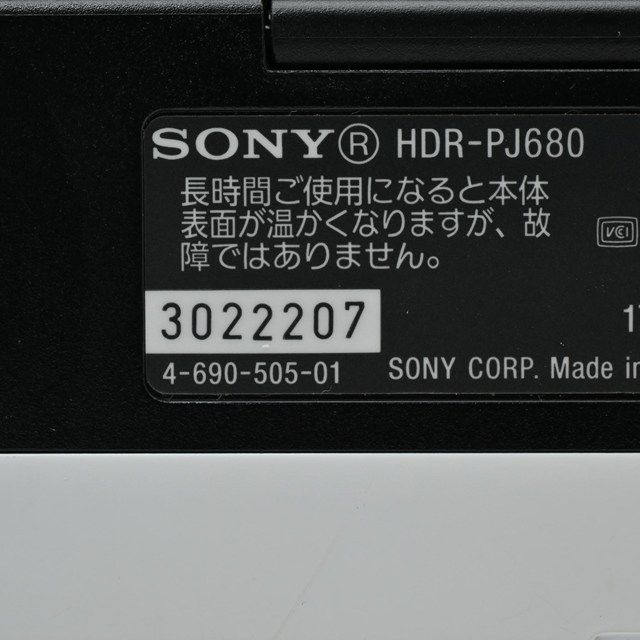 SONY® HDR-PJ680
長時間ご使用になると本体
表面が温かくなりますが、故
障ではありません。
VCI
3022207
17
4-690-505-01 SONY CORP. Made in